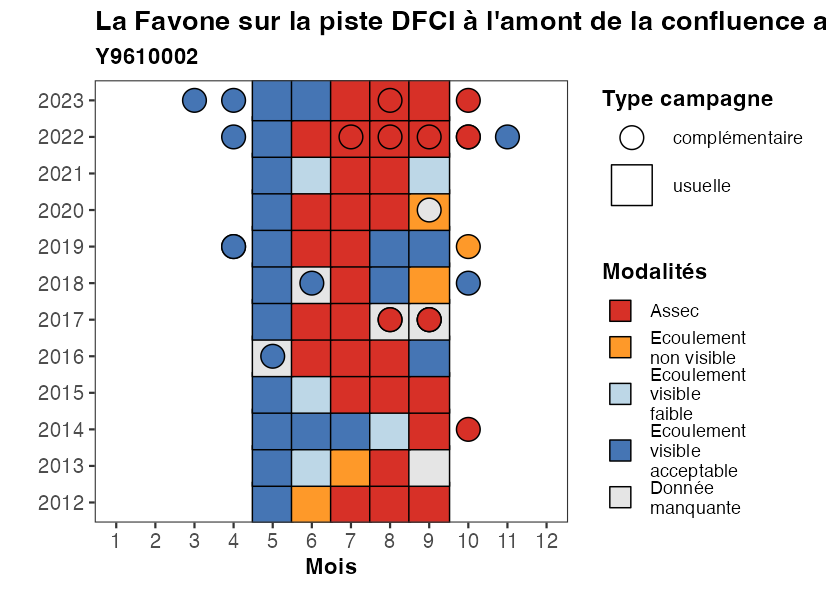 La Favone sur la piste DFCI à l'amont de la confluence a
Y9610002
2023
2022
2021
2020
2019
2018
2017
2016
2015
2014
2013
2012
1 2 3 4 5 6 7 8 9 10 11 12
Mois
Type campagne
complémentaire
usuelle
Modalités
Assec
Ecoulement
non visible
Ecoulement
visible
faible
Ecoulement
visible
acceptable
Donnée
manquante